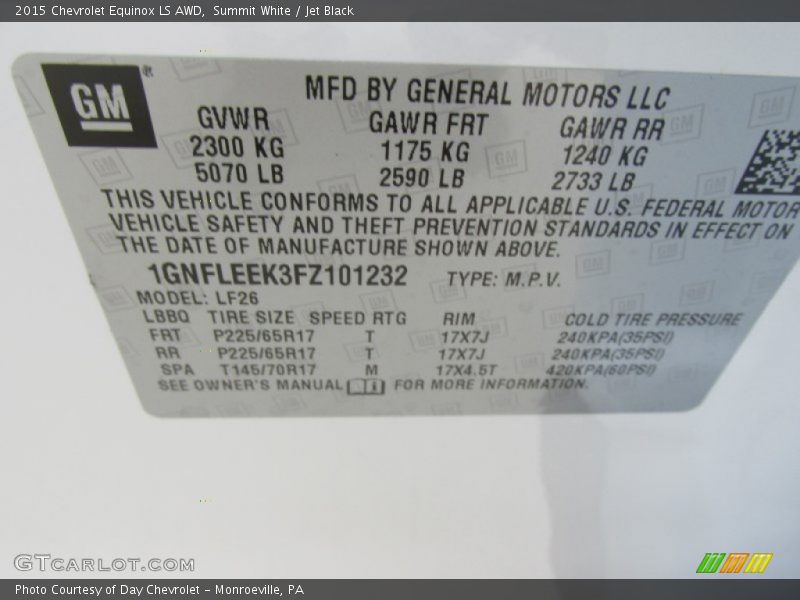 2015 Chevrolet Equinox LS AWD,  Summit White / Jet Black
GM ®
MFD BY GENERAL MOTORS LLC
GVWR GAWR FRT GAWR RR
2300 KG 1175 KG 1240 KG
5070 LB 2590 LB 2733 LB
THIS VEHICLE CONFORMS TO ALL APPLICABLE U.S. FEDERAL MOTOR
VEHICLE SAFETY AND THEFT PREVENTION STANDARDS IN EFFECT ON
THE DATE OF MANUFACTURE SHOWN ABOVE.
1GNFLEEK3FZ101232 TYPE: M.P.V.
MODEL: LF26
LBBQ TIRE SIZE SPEED RTG RIM COLD TIRE PRESSURE
FRT P225/65R17 T 17X7J 240KPA(35PSI)
RR P225/65R17 T 17X7J 240KPA(35PSI)
SPA T145/70R17 M 17X4.5T 420KPA(60PSI)
SEE OWNER'S MANUAL FOR MORE INFORMATION.
GTCARLOT.COM
Photo Courtesy of Day Chevrolet - Monroeville, PA